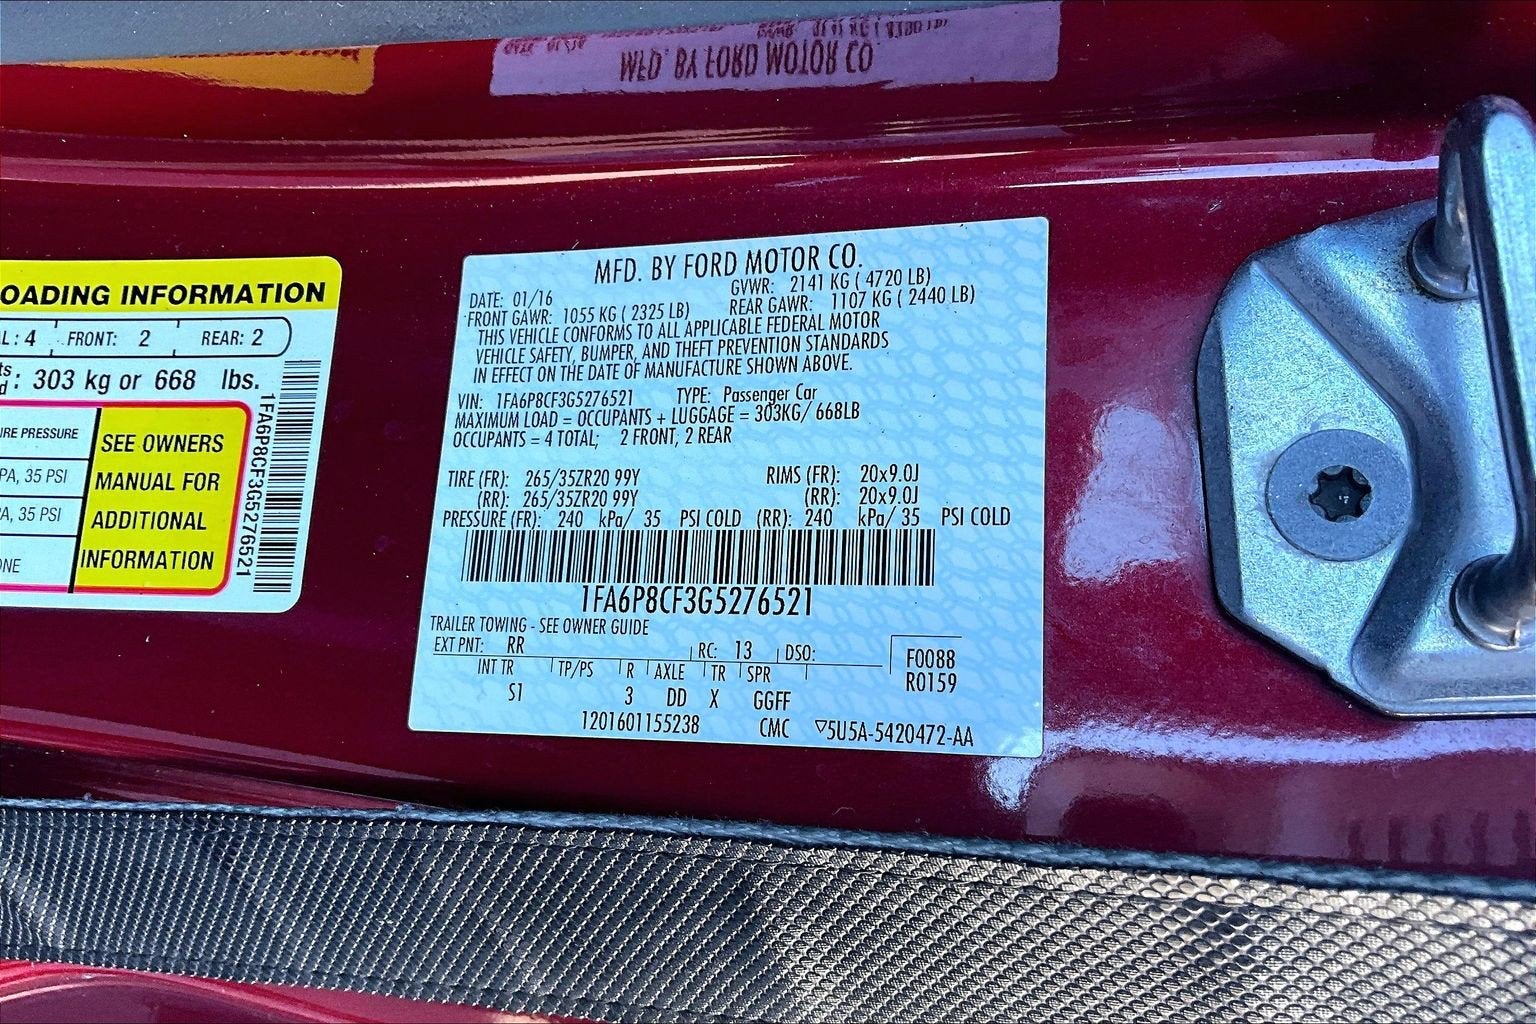 MFD. BY FORD MOTOR CO
OADING INFORMATION
L: 4 FRONT: 2 REAR: 2
: 303 kg or 668 lbs.
IRE PRESSURE
PA, 35 PSI
PA, 35 PSI
ONE
SEE OWNERS
MANUAL FOR
ADDITIONAL
INFORMATION
1FA6P8CF3G5276521
MFD. BY FORD MOTOR CO.
DATE: 01/16 GVWR: 2141 KG ( 4720 LB)
FRONT GAWR: 1055 KG ( 2325 LB) REAR GAWR: 1107 KG ( 2440 LB)
THIS VEHICLE CONFORMS TO ALL APPLICABLE FEDERAL MOTOR
VEHICLE SAFETY, BUMPER, AND THEFT PREVENTION STANDARDS
IN EFFECT ON THE DATE OF MANUFACTURE SHOWN ABOVE.
VIN: 1FA6P8CF3G5276521 TYPE: Passenger Car
MAXIMUM LOAD = OCCUPANTS + LUGGAGE = 303KG/ 668LB
OCCUPANTS = 4 TOTAL; 2 FRONT, 2 REAR
TIRE (FR): 265/35ZR20 99Y RIMS (FR): 20x9.0J
(RR): 265/35ZR20 99Y (RR): 20x9.0J
PRESSURE (FR): 240 kPa/ 35 PSI COLD (RR): 240 kPa/ 35 PSI COLD
1FA6P8CF3G5276521
TRAILER TOWING - SEE OWNER GUIDE
EXT PNT: RR RC: 13 DSO:
INT TR TP/PS R AXLE TR SPR
S1 3 DD X GGFF
F0088
R0159
1201601155238 CMC ▽5U5A-5420472-AA